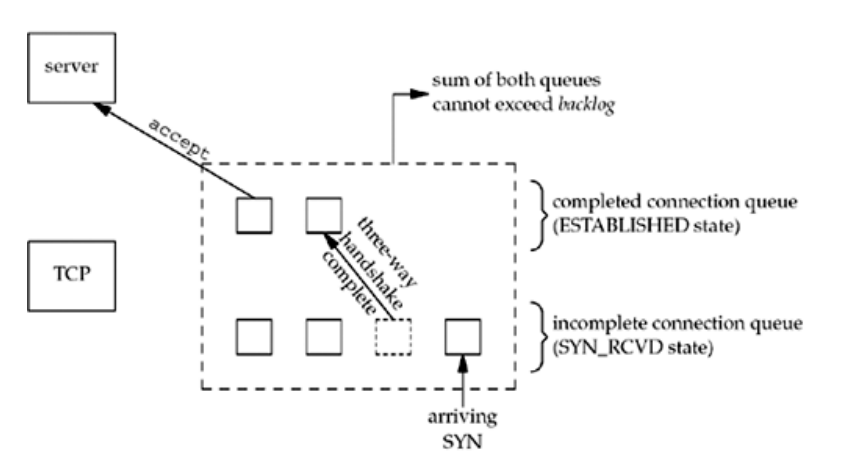 server
sum of both queues
cannot exceed backlog
accept
completed connection queue
(ESTABLISHED state)
three-way
handshake
complete
TCP
incomplete connection queue
(SYN_RCVD state)
arriving
SYN